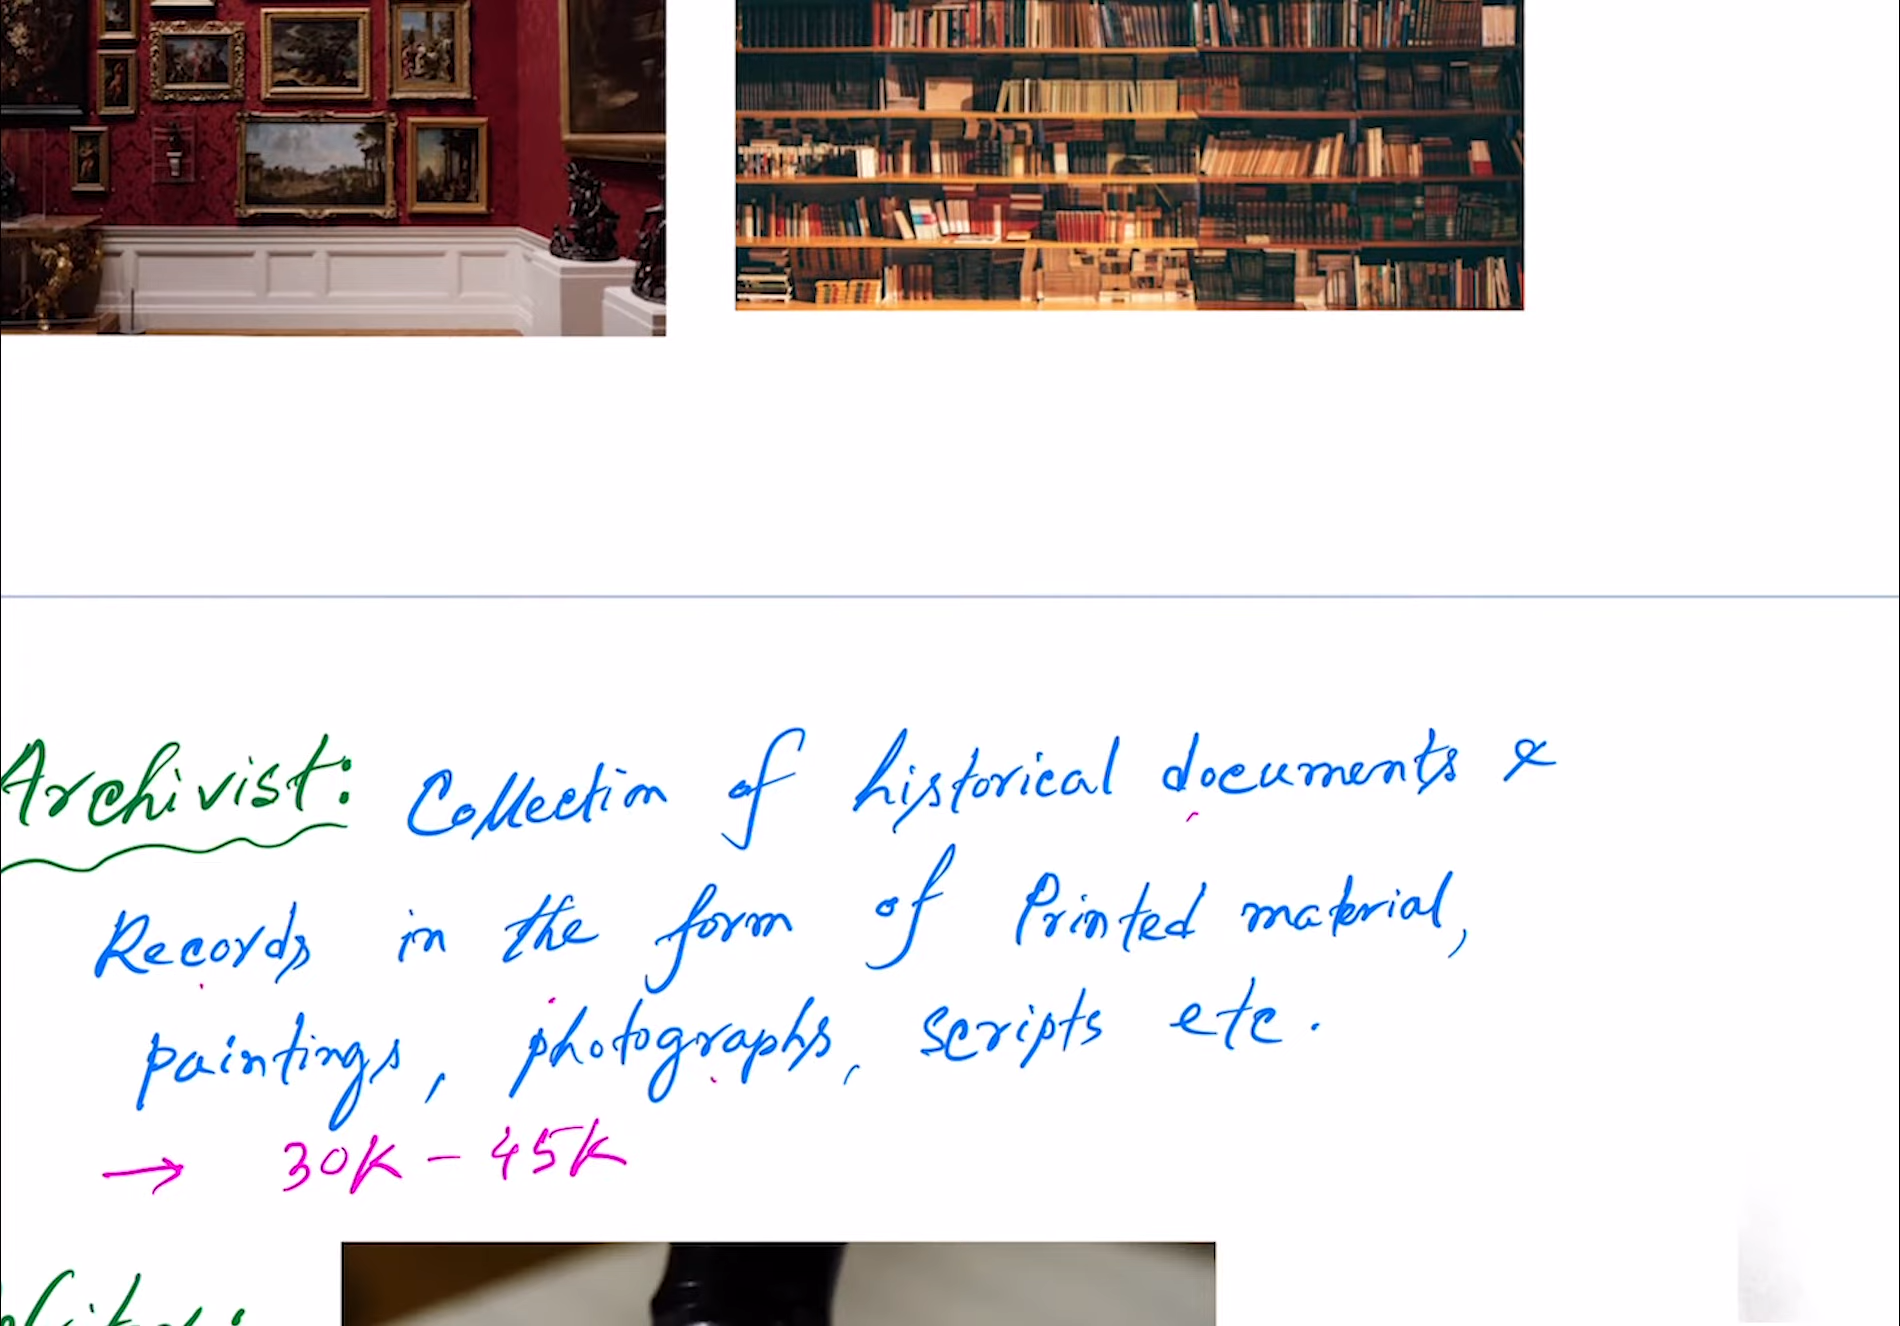 Archivist: Collection of historical documents &
Records in the form of Printed material,
paintings, photographs, scripts etc.
→ 30K - 45K